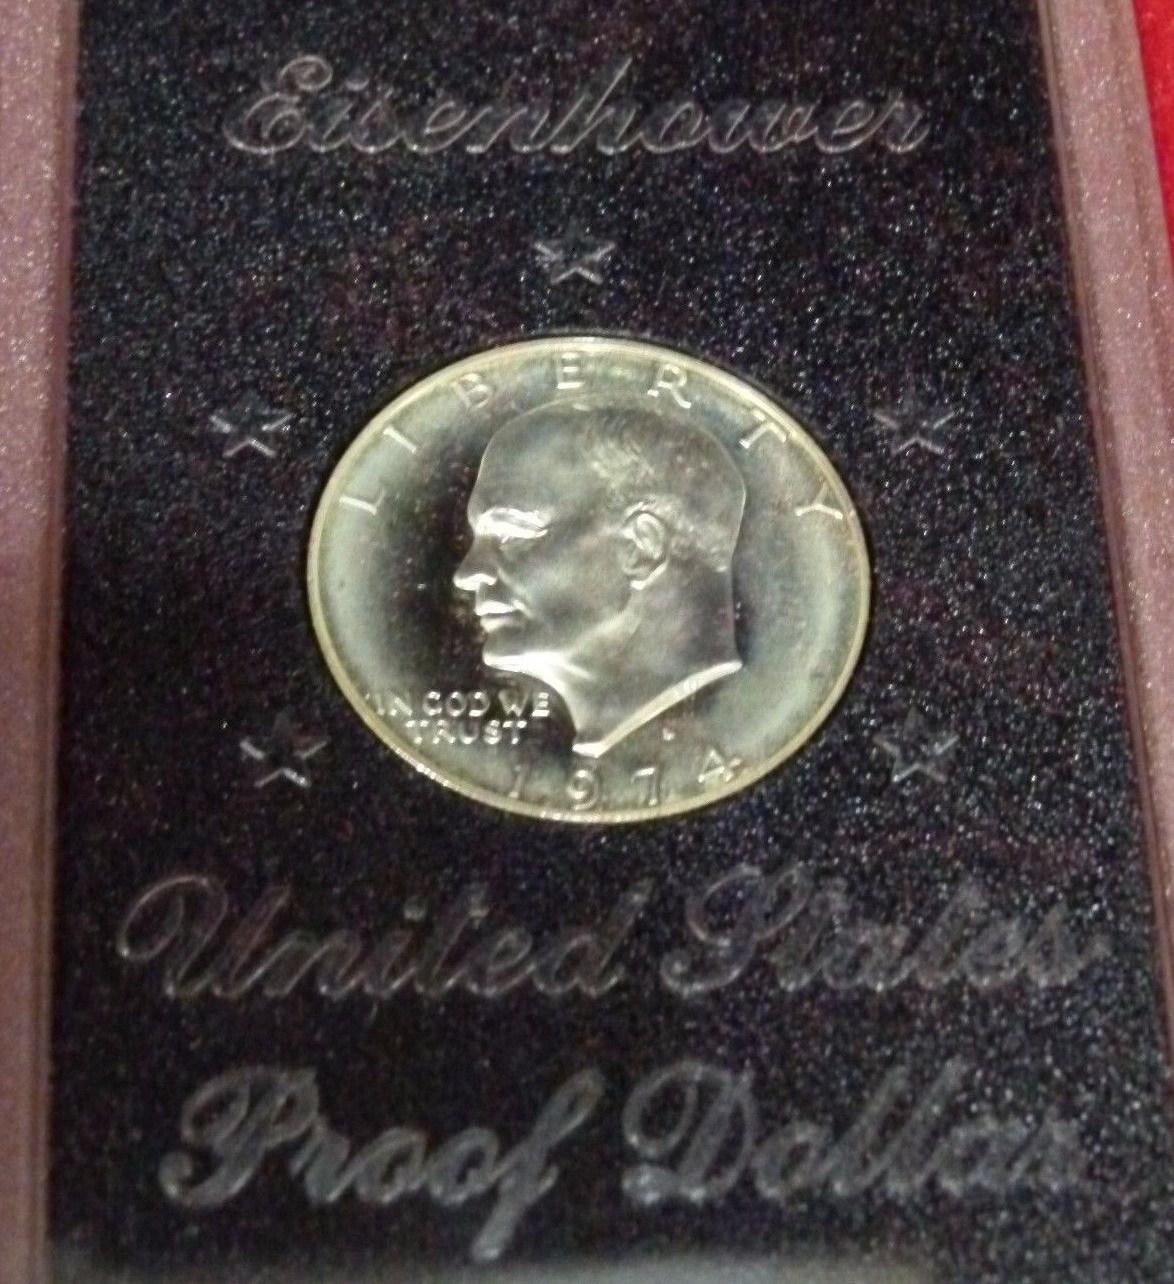 Eisenhower
LIBERTY
IN GOD WE
TRUST
1974
United States
Proof Dollar